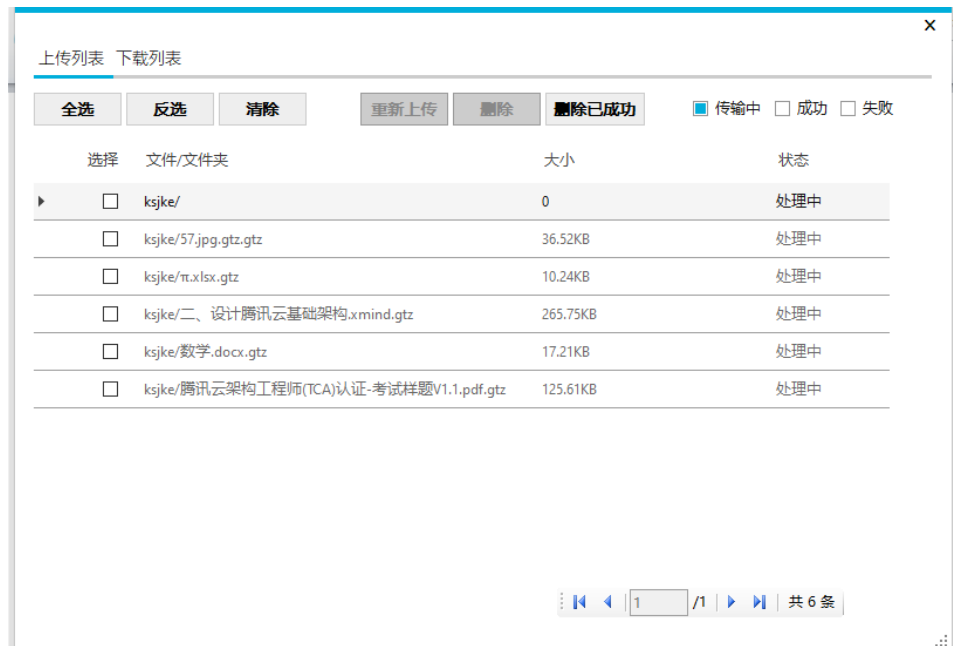 上传列表 下载列表
全选 反选 清除 重新上传 删除 删除已成功 传输中 成功 失败
选择 文件/文件夹 大小 状态
ksjke/ 0 处理中
ksjke/57.jpg.gtz.gtz 36.52KB 处理中
ksjke/π.xlsx.gtz 10.24KB 处理中
ksjke/二、设计腾讯云基础架构.xmind.gtz 265.75KB 处理中
ksjke/数学.docx.gtz 17.21KB 处理中
ksjke/腾讯云架构工程师(TCA)认证-考试样题V1.1.pdf.gtz 125.61KB 处理中
1 /1 共 6 条